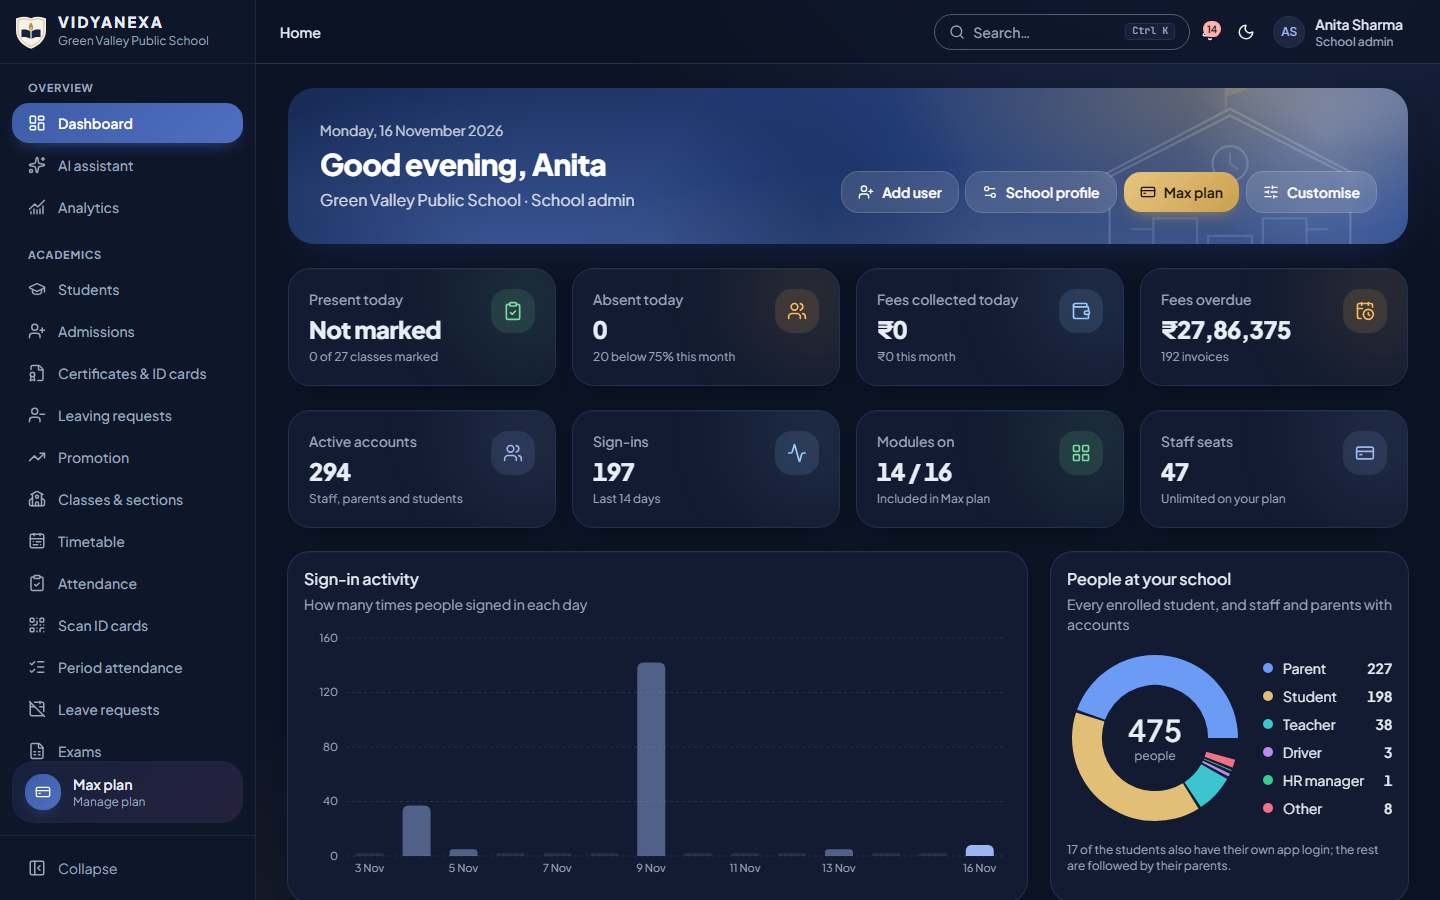 VIDYANEXA
Green Valley Public School
Home
Search...
Ctrl K
14
AS
Anita Sharma
School admin
OVERVIEW
Dashboard
AI assistant
Analytics
ACADEMICS
Students
Admissions
Certificates & ID cards
Leaving requests
Promotion
Classes & sections
Timetable
Attendance
Scan ID cards
Period attendance
Leave requests
Exams
Max plan
Manage plan
Collapse
Monday, 16 November 2026
Good evening, Anita
Green Valley Public School · School admin
Add user
School profile
Max plan
Customise
Present today
Not marked
0 of 27 classes marked
Absent today
0
20 below 75% this month
Fees collected today
₹0
₹0 this month
Fees overdue
₹27,86,375
192 invoices
Active accounts
294
Staff, parents and students
Sign-ins
197
Last 14 days
Modules on
14 / 16
Included in Max plan
Staff seats
47
Unlimited on your plan
Sign-in activity
How many times people signed in each day
160
120
80
40
0
3 Nov
5 Nov
7 Nov
9 Nov
11 Nov
13 Nov
16 Nov
People at your school
Every enrolled student, and staff and parents with
accounts
475
people
Parent 227
Student 198
Teacher 38
Driver 3
HR manager 1
Other 8
17 of the students also have their own app login; the rest
are followed by their parents.